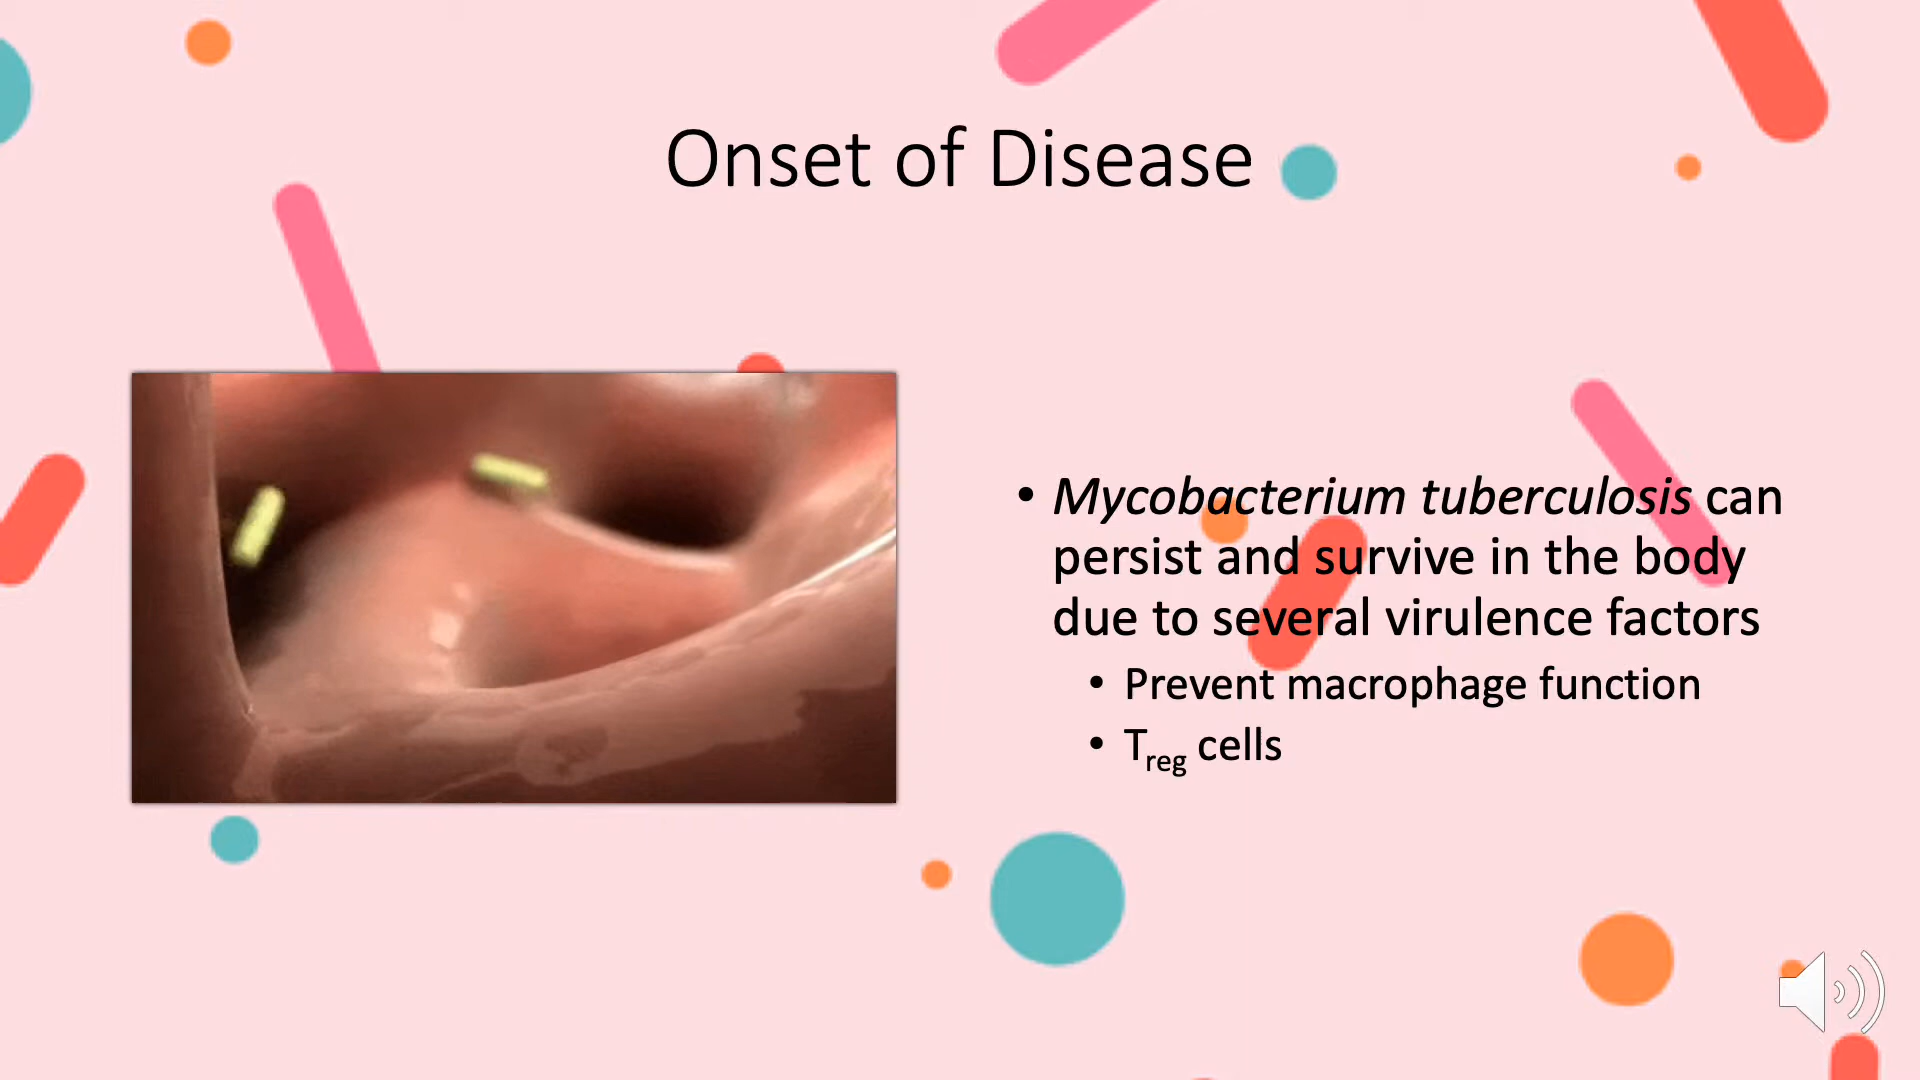 Onset of Disease
• Mycobacterium tuberculosis can
persist and survive in the body
due to several virulence factors
• Prevent macrophage function
• Treg cells